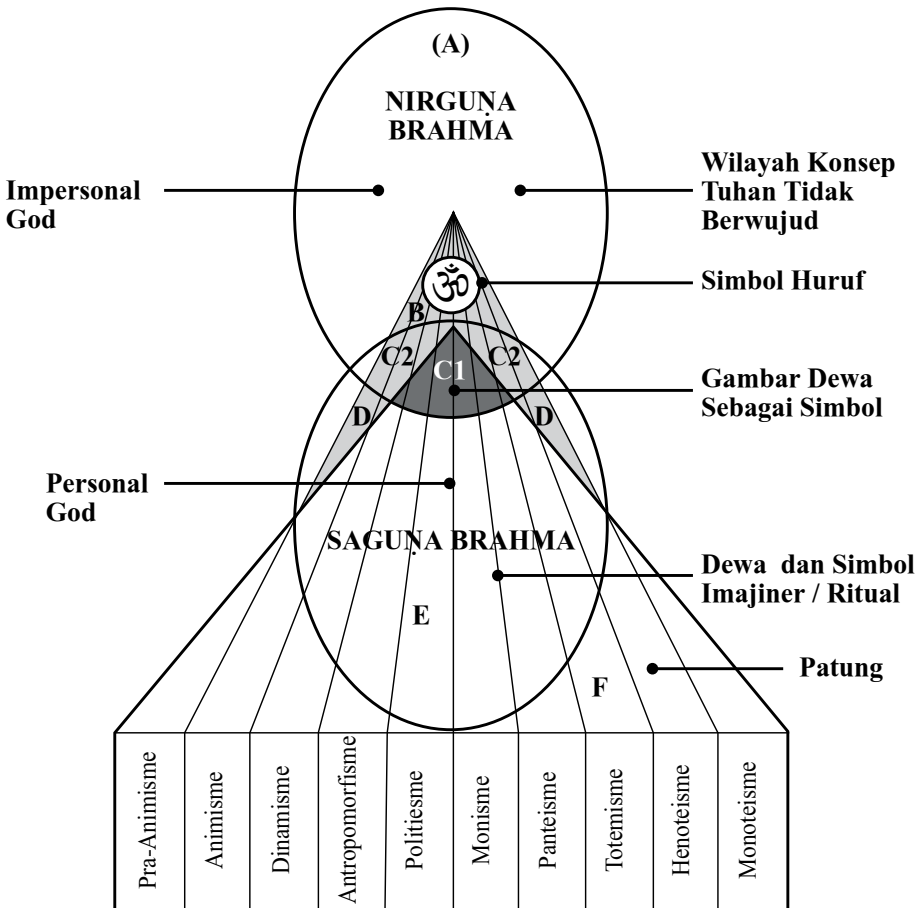 (A)
NIRGUṆA
BRAHṂA
Impersonal
God
Wilayah Konsep
Tuhan Tidak
Berwujud
ॐ
Simbol Huruf
B
C2
C1
C2
Gambar Dewa
Sebagai Simbol
D
D
Personal
God
SAGUṆA BRAHMA
Dewa dan Simbol
Imajiner / Ritual
E
Patung
F
Pra-Animisme
Animisme
Dinamisme
Antropomorfisme
Politiesme
Monisme
Panteisme
Totemisme
Henoteisme
Monoteisme